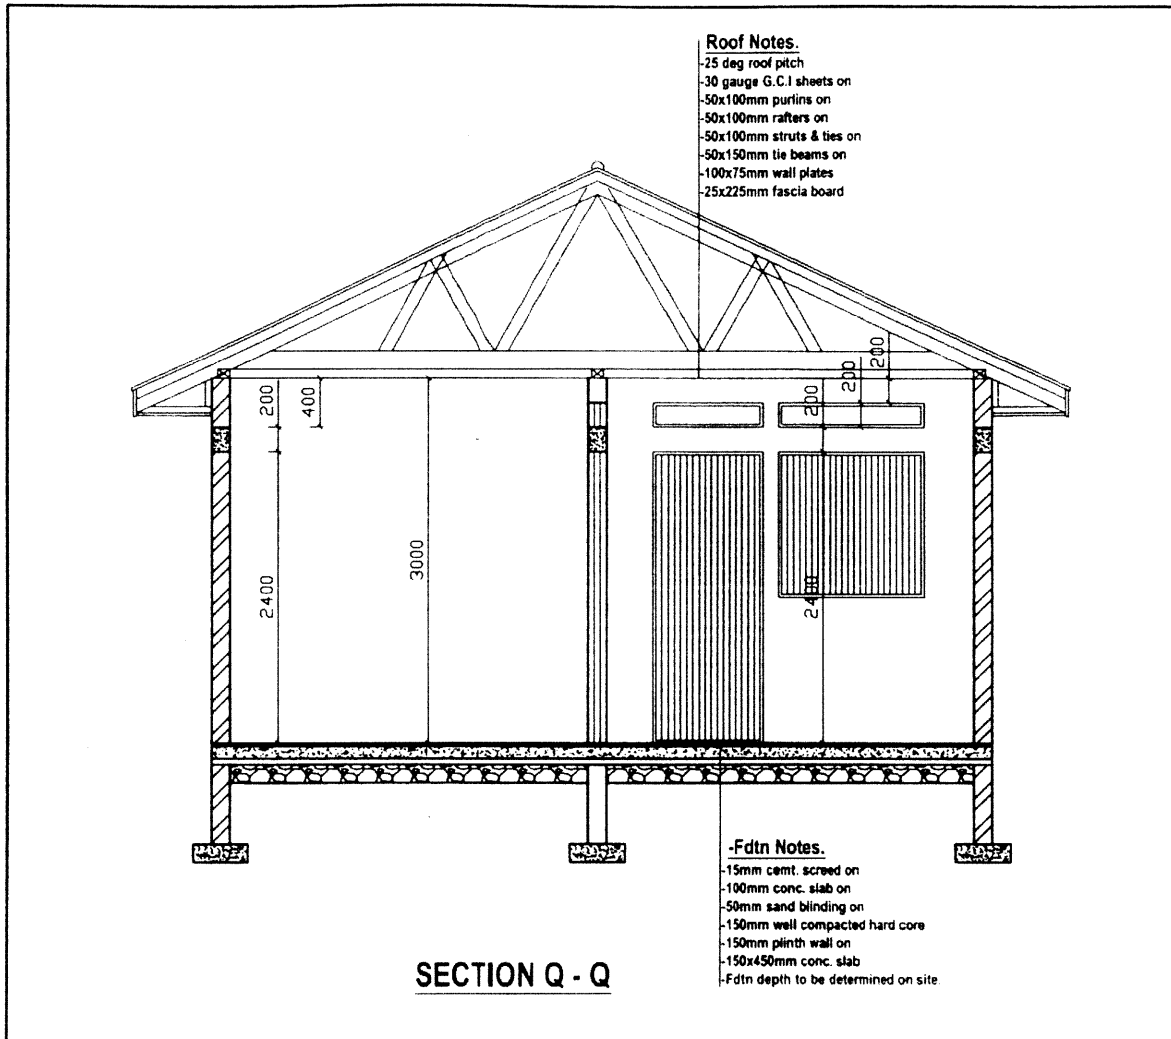 Roof Notes.
-25 deg roof pitch
-30 gauge G.C.I sheets on
-50x100mm purlins on
-50x100mm rafters on
-50x100mm struts & ties on
-50x150mm tie beams on
-100x75mm wall plates
-25x225mm fascia board
200
400
200
200
200
3000
2400
2400
-Fdtn Notes.
-15mm cemt. screed on
-100mm conc. slab on
-50mm sand blinding on
-150mm well compacted hard core
-150mm plinth wall on
-150x450mm conc. slab
-Fdtn depth to be determined on site.
SECTION Q - Q